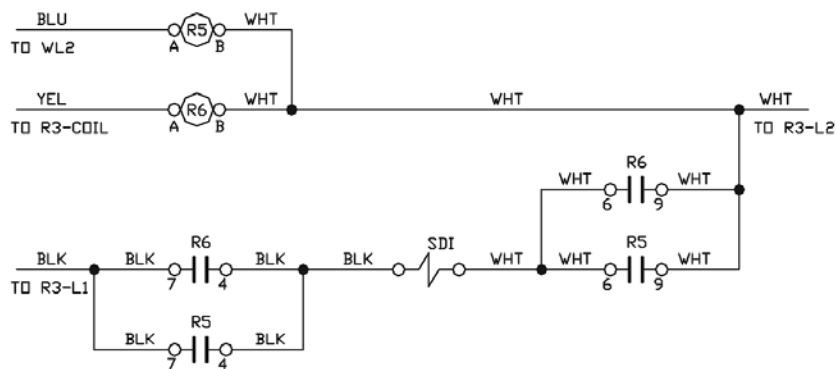 BLU R5 WHT
TO WL2 A B
YEL R6 WHT WHT WHT
TO R3-COIL A B TO R3-L2
R6
WHT WHT
6 9
BLK BLK R6 BLK BLK SDI WHT WHT R5 WHT
TO R3-L1 7 4 6 9
R5
BLK BLK
7 4